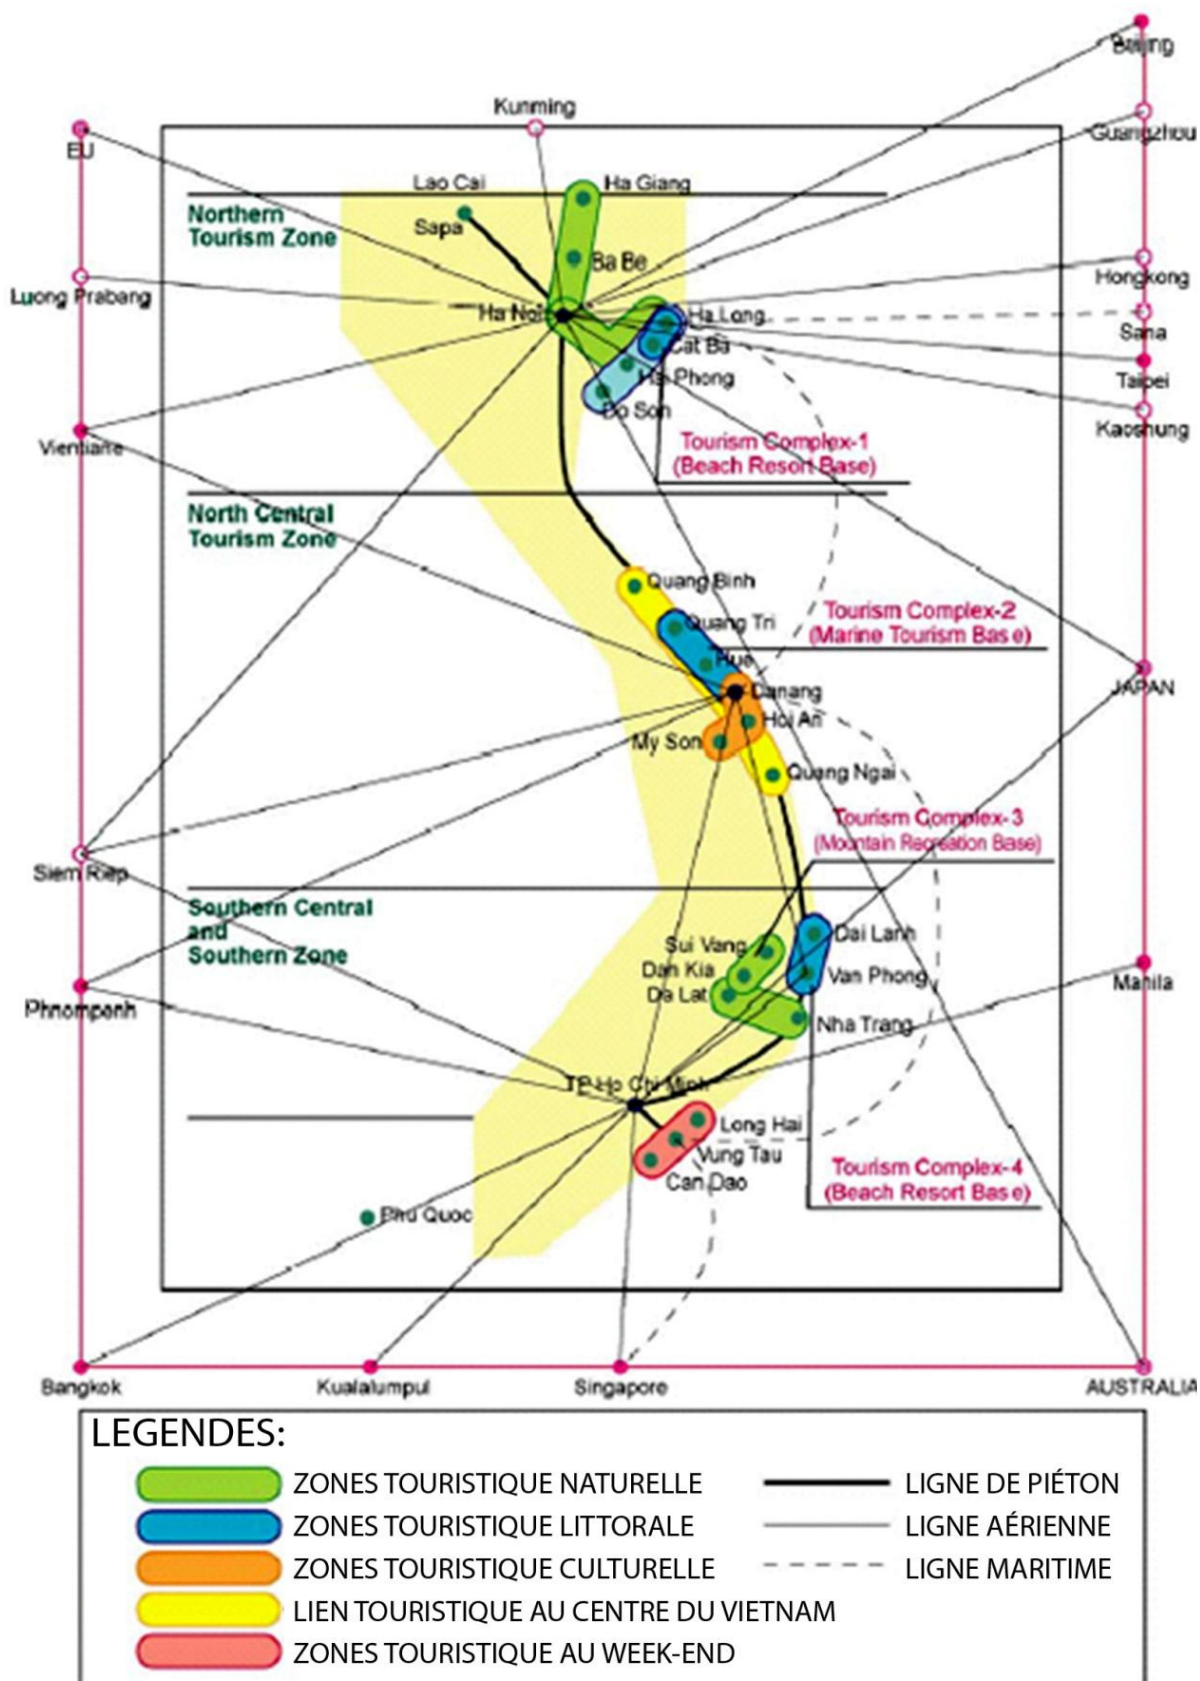 Beijing
Kunming
EU
Guangzhou
Lao Cai
Ha Giang
Northern
Tourism Zone
Sapa
Ba Be
Hongkong
Luong Prabang
Ha Noi
Ha Long
Sana
Cat Ba
Hai Phong
Taipei
Do Son
Kaoshung
Vientiane
Tourism Complex-1
(Beach Resort Base)
North Central
Tourism Zone
Quang Binh
Quang Tri
Tourism Complex-2
(Marine Tourism Base)
Hue
Danang
JAPAN
Hoi An
My Son
Quang Ngai
Tourism Complex-3
(Mountain Recreation Base)
Siem Riep
Southern Central
and
Southern Zone
Dai Lanh
Sui Vang
Dan Kia
Van Phong
Manila
Da Lat
Phnompenh
Nha Trang
TP Ho Chi Minh
Long Hai
Vung Tau
Can Dao
Tourism Complex-4
(Beach Resort Base)
Phu Quoc
Bangkok
Kualalumpul
Singapore
AUSTRALIA
LEGENDES:
ZONES TOURISTIQUE NATURELLE
LIGNE DE PIÉTON
ZONES TOURISTIQUE LITTORALE
LIGNE AÉRIENNE
ZONES TOURISTIQUE CULTURELLE
LIGNE MARITIME
LIEN TOURISTIQUE AU CENTRE DU VIETNAM
ZONES TOURISTIQUE AU WEEK-END